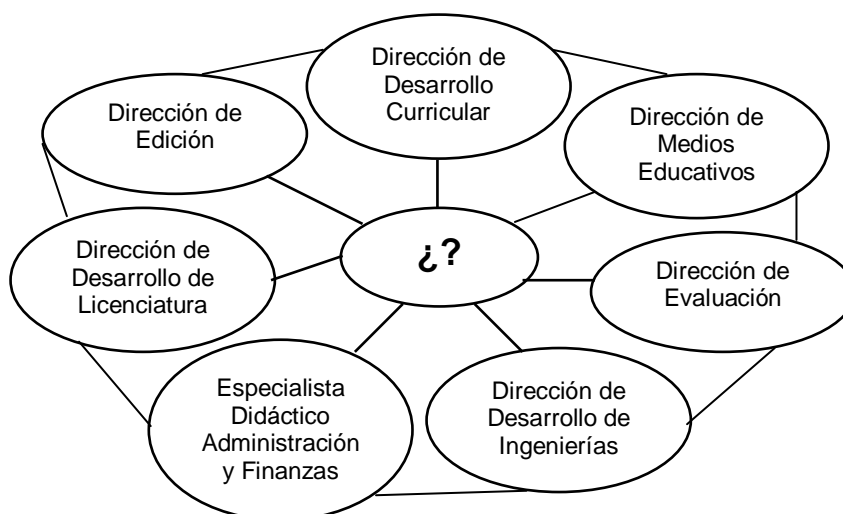 Dirección de
Desarrollo
Curricular
Dirección de
Edición
Dirección de
Medios
Educativos
¿?
Dirección de
Desarrollo de
Licenciatura
Dirección de
Evaluación
Especialista
Didáctico
Administración
y Finanzas
Dirección de
Desarrollo de
Ingenierías